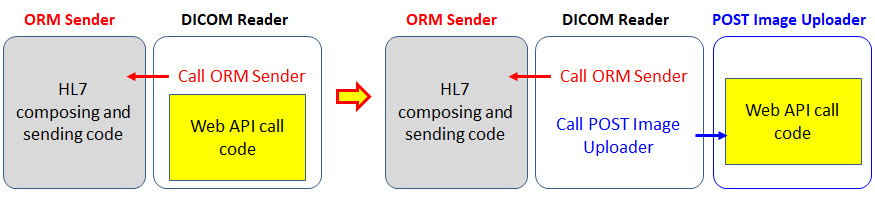 ORM Sender
DICOM Reader
HL7
composing and
sending code
Call ORM Sender
Web API call
code
ORM Sender
DICOM Reader
POST Image Uploader
HL7
composing and
sending code
Call ORM Sender
Call POST Image
Uploader
Web API call
code